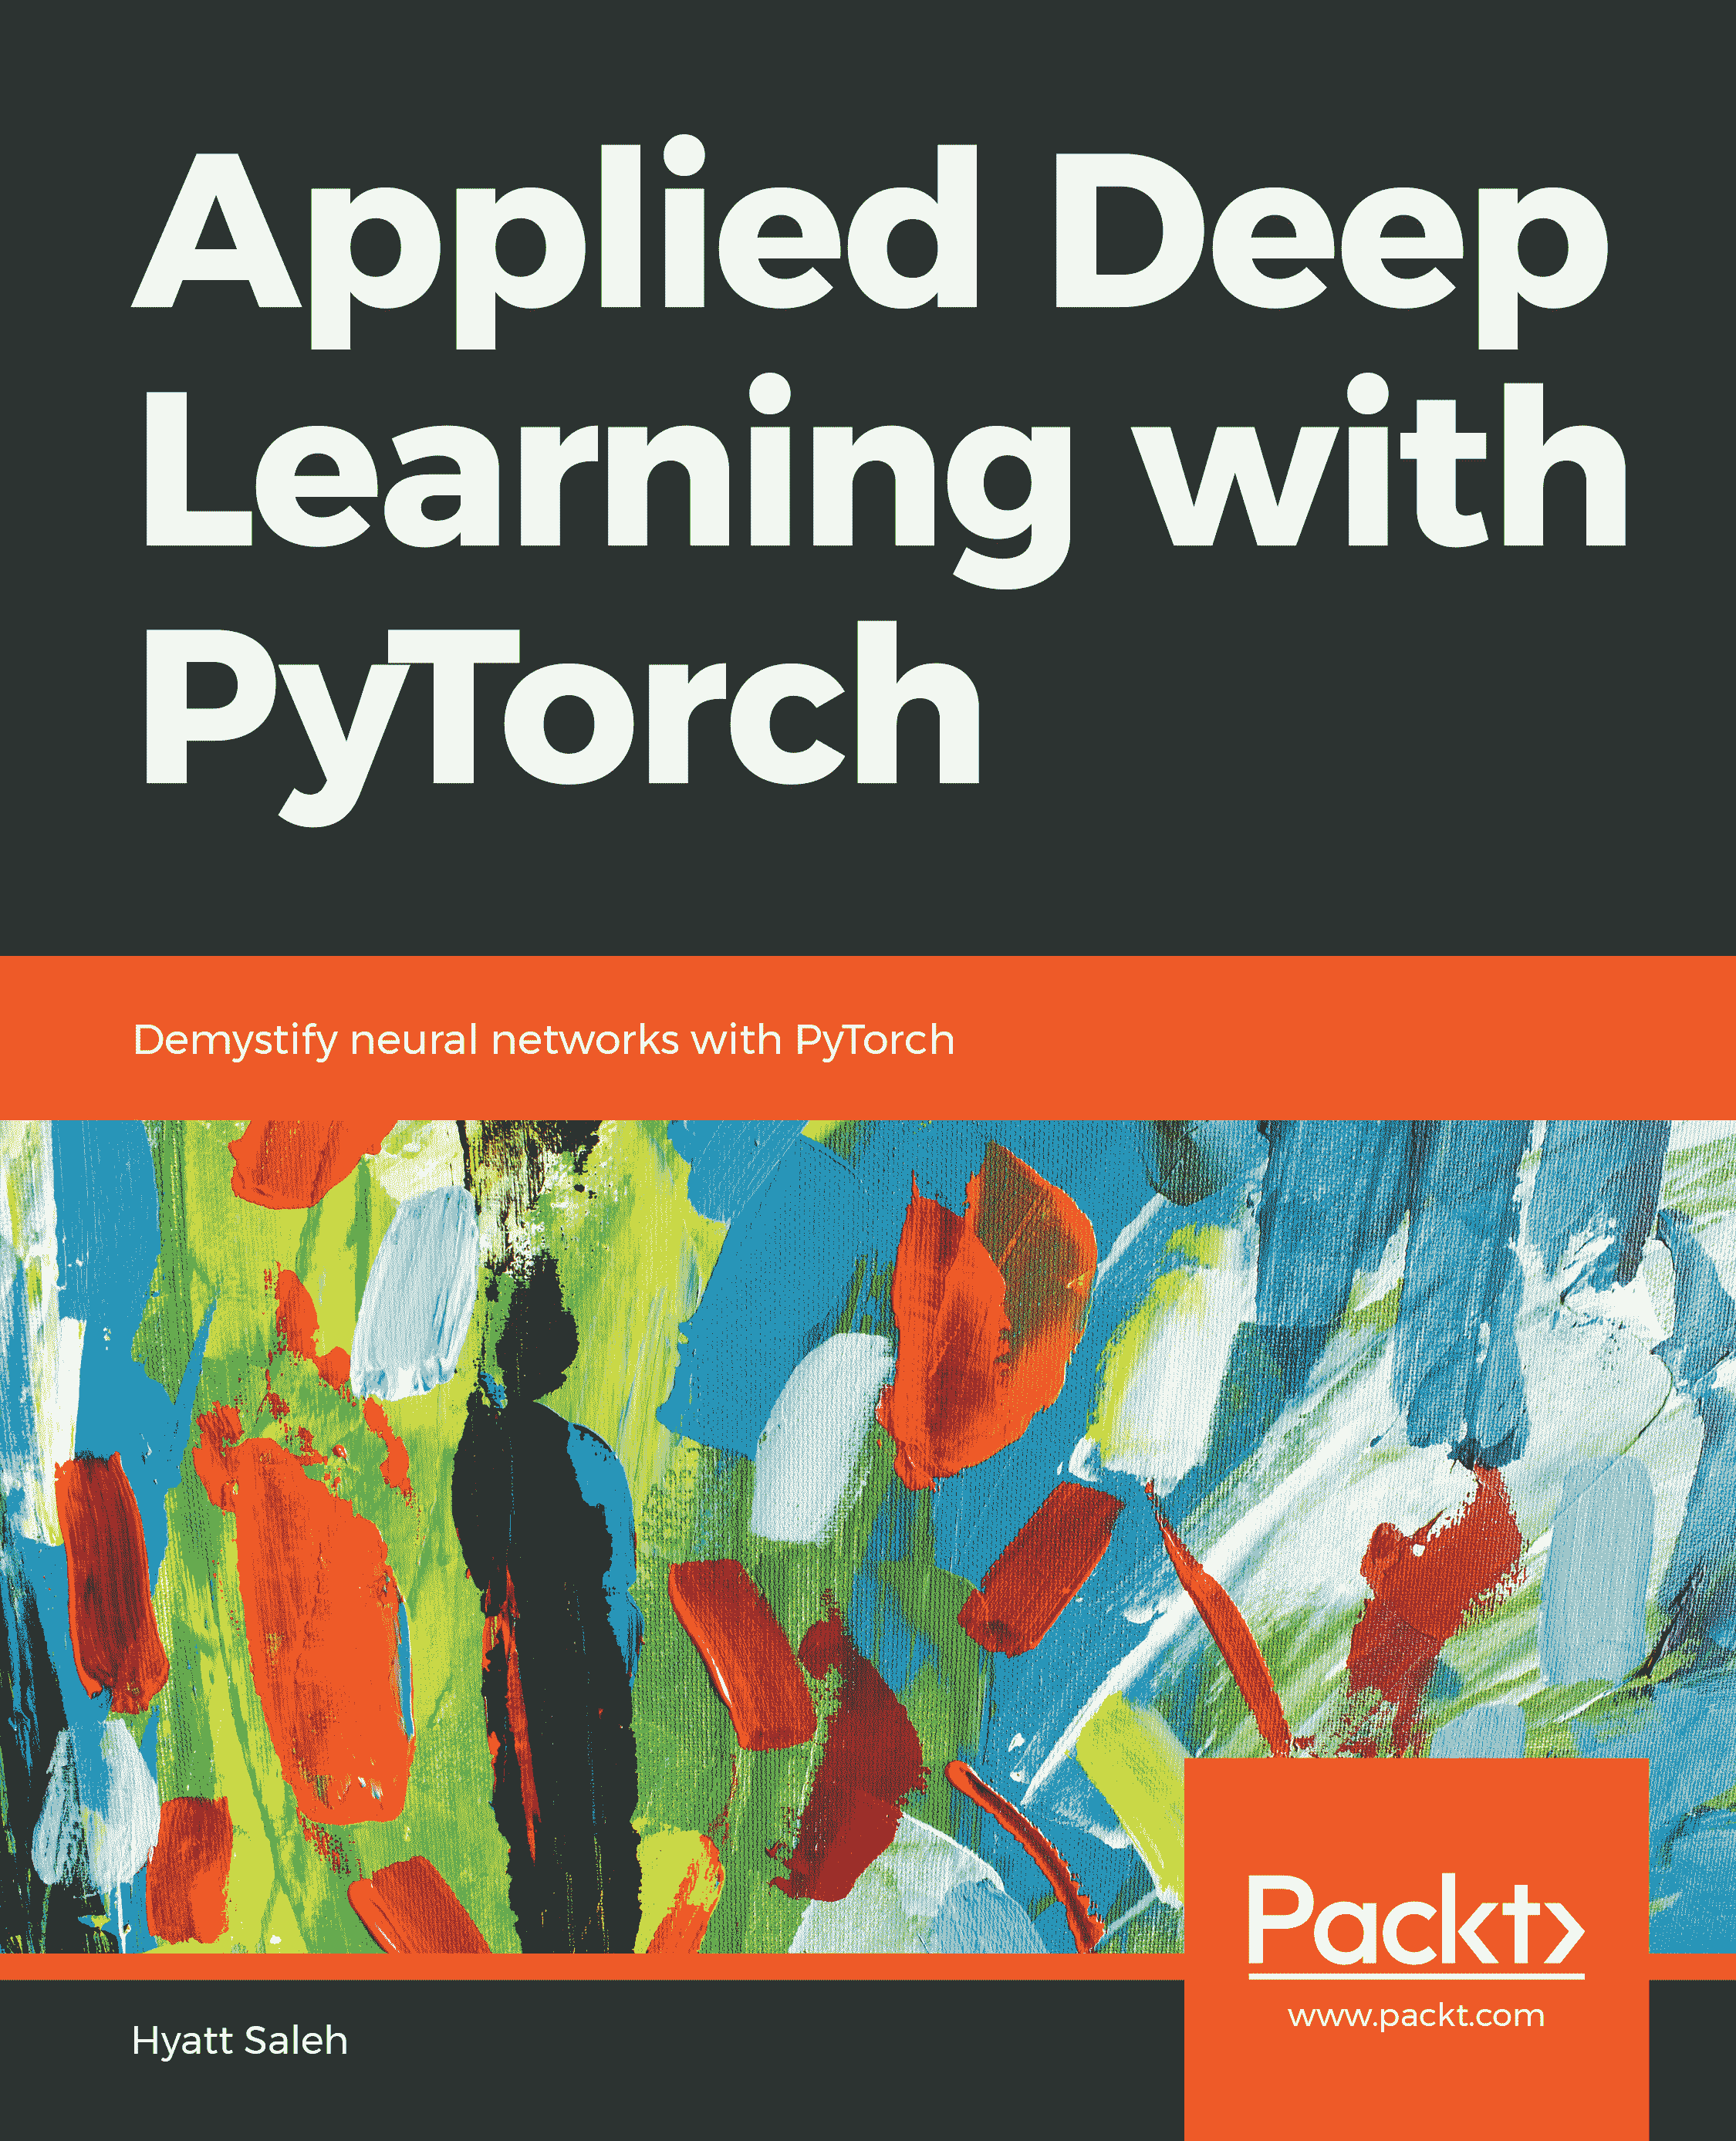 Applied Deep
Learning with
PyTorch
Demystify neural networks with PyTorch
Packt>
www.packt.com
Hyatt Saleh